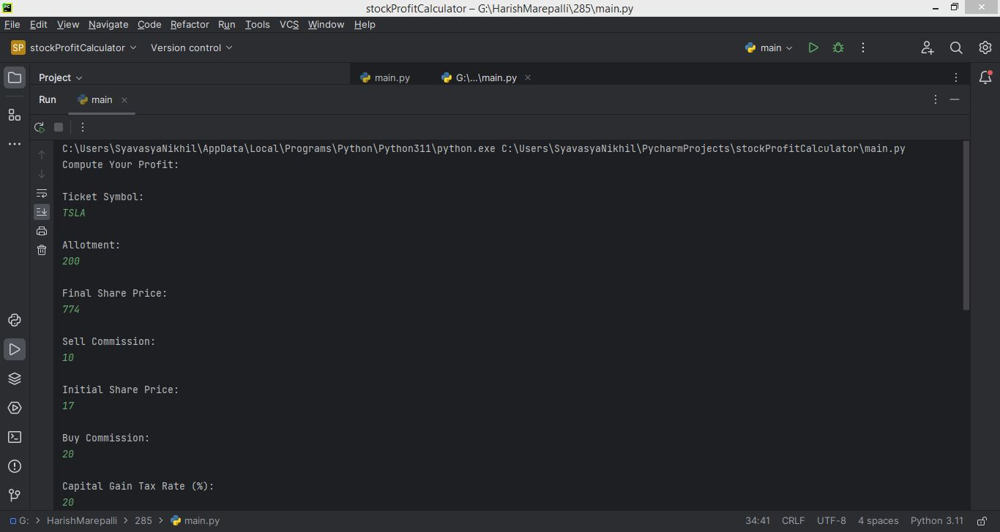 PC
stockProfitCalculator – G:\HarishMarepalli\285\main.py
File Edit View Navigate Code Refactor Run Tools VCS Window Help
SP stockProfitCalculator Version control main
Project main.py G:\...\main.py
Run main
C:\Users\SyavasyaNikhil\AppData\Local\Programs\Python\Python311\python.exe C:\Users\SyavasyaNikhil\PycharmProjects\stockProfitCalculator\main.py
Compute Your Profit:
Ticket Symbol:
TSLA
Allotment:
200
Final Share Price:
774
Sell Commission:
10
Initial Share Price:
17
Buy Commission:
20
Capital Gain Tax Rate (%):
20
G: > HarishMarepalli > 285 > main.py 34:41 CRLF UTF-8 4 spaces Python 3.11